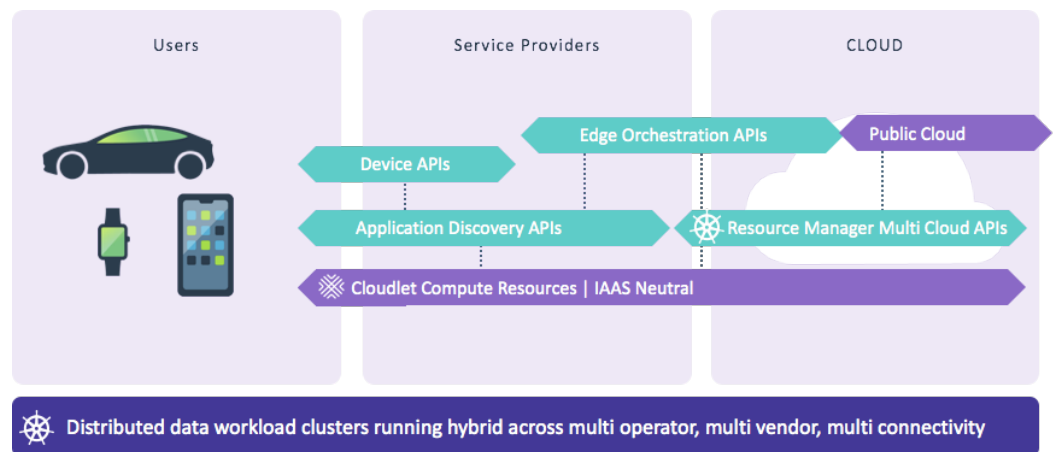 Users
Service Providers
CLOUD
Edge Orchestration APIs
Public Cloud
Device APIs
Application Discovery APIs
Resource Manager Multi Cloud APIs
Cloudlet Compute Resources | IAAS Neutral
Distributed data workload clusters running hybrid across multi operator, multi vendor, multi connectivity